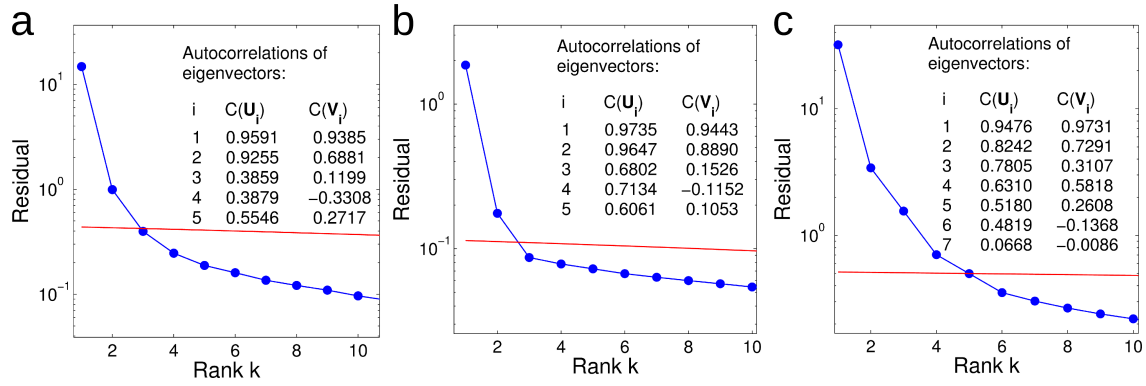 a
Autocorrelations of
eigenvectors:
i C(Ui) C(Vi)
1 0.9591 0.9385
2 0.9255 0.6881
3 0.3859 0.1199
4 0.3879 −0.3308
5 0.5546 0.2717
10^1
10^0
10^−1
Residual
2 4 6 8 10
Rank k
b
Autocorrelations of
eigenvectors:
i C(Ui) C(Vi)
1 0.9735 0.9443
2 0.9647 0.8890
3 0.6802 0.1526
4 0.7134 −0.1152
5 0.6061 0.1053
10^0
10^−1
Residual
2 4 6 8 10
Rank k
c
Autocorrelations of
eigenvectors:
i C(Ui) C(Vi)
1 0.9476 0.9731
2 0.8242 0.7291
3 0.7805 0.3107
4 0.6310 0.5818
5 0.5180 0.2608
6 0.4819 −0.1368
7 0.0668 −0.0086
10^1
10^0
Residual
2 4 6 8 10
Rank k